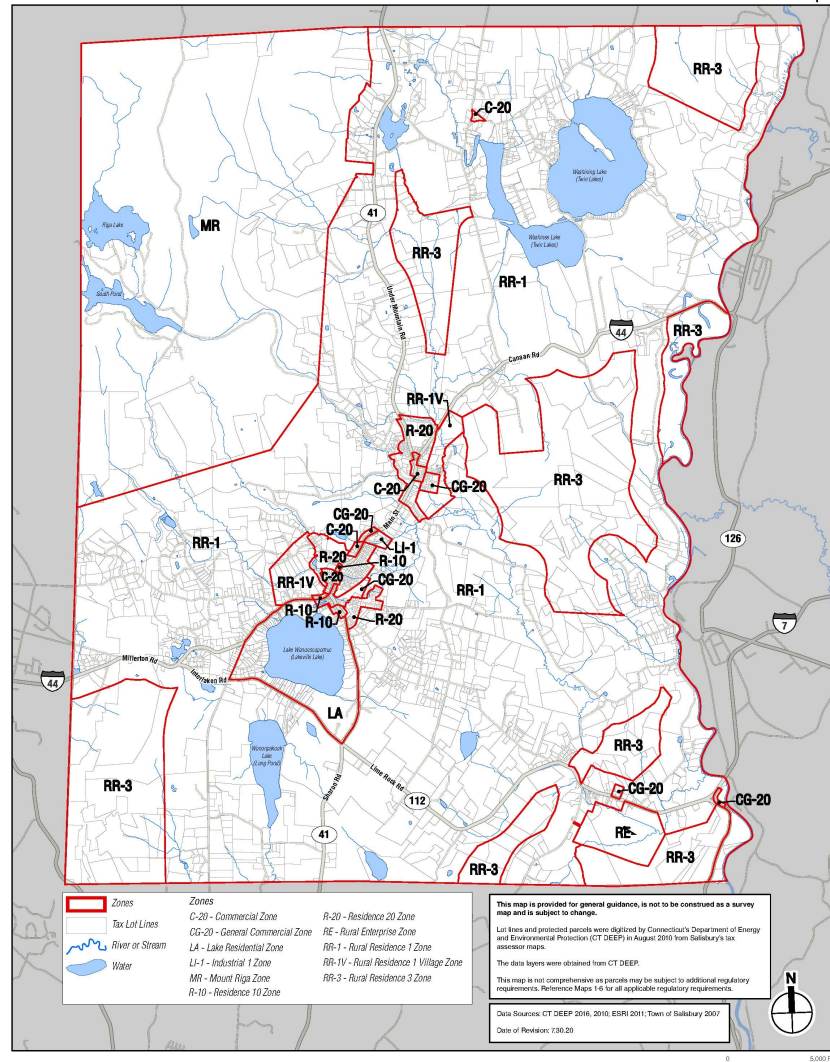 RR-3
C-20
Washining Lake
(Twin Lakes)
41
MR
Riga Lake
RR-3
Washinee Lake
(Twin Lakes)
RR-1
South Pond
Under Mountain Rd
44
RR-3
Canaan Rd
RR-1V
R-20
RR-3
C-20
CG-20
CG-20
Main St
C-20
126
RR-1
LI-1
R-20
R-10
C-20
RR-1V
CG-20
RR-1
R-10
R-10
R-20
7
Lake Wononscopomuc
(Lakeville Lake)
Millerton Rd
Interlaken Rd
44
LA
RR-3
Wononpakook
Lake
(Long Pond)
Lime Rock Rd
RR-3
Sharon Rd
CG-20
112
CG-20
41
RE
RR-3
RR-3
Zones
Tax Lot Lines
River or Stream
Water
Zones
C-20 - Commercial Zone
CG-20 - General Commercial Zone
LA - Lake Residential Zone
LI-1 - Industrial 1 Zone
MR - Mount Riga Zone
R-10 - Residence 10 Zone
R-20 - Residence 20 Zone
RE - Rural Enterprise Zone
RR-1 - Rural Residence 1 Zone
RR-1V - Rural Residence 1 Village Zone
RR-3 - Rural Residence 3 Zone
This map is provided for general guidance, is not to be construed as a survey
map and is subject to change.
Lot lines and protected parcels were digitized by Connecticut's Department of Energy
and Environmental Protection (CT DEEP) in August 2010 from Salisbury's tax
assessor maps.
The data layers were obtained from CT DEEP.
This map is not comprehensive as parcels may be subject to additional regulatory
requirements. Reference Maps 1-6 for all applicable regulatory requirements.
N
Data Sources: CT DEEP 2016, 2010; ESRI 2011; Town of Salisbury 2007
Date of Revision: 7.30.20
0
5,000 F